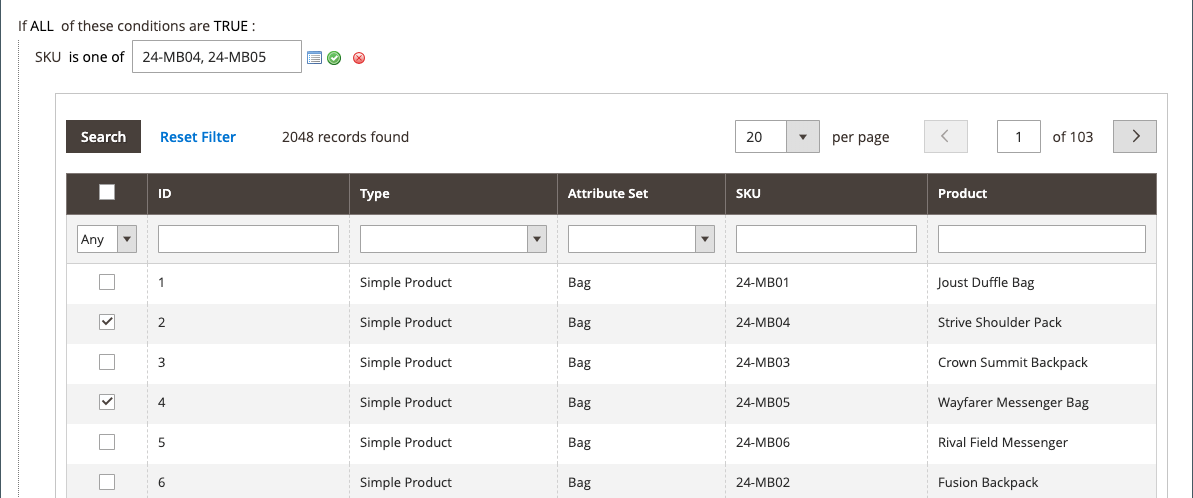 If ALL of these conditions are TRUE :
SKU is one of 24-MB04, 24-MB05
Search Reset Filter 2048 records found 20 per page 1 of 103
ID Type Attribute Set SKU Product
Any
1 Simple Product Bag 24-MB01 Joust Duffle Bag
2 Simple Product Bag 24-MB04 Strive Shoulder Pack
3 Simple Product Bag 24-MB03 Crown Summit Backpack
4 Simple Product Bag 24-MB05 Wayfarer Messenger Bag
5 Simple Product Bag 24-MB06 Rival Field Messenger
6 Simple Product Bag 24-MB02 Fusion Backpack